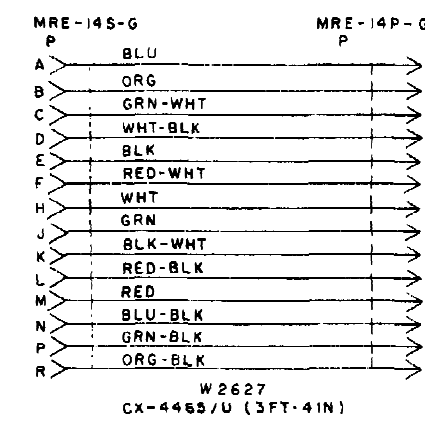 MRE-14S-G MRE-14P-G
P P
A BLU
B ORG
C GRN-WHT
D WHT-BLK
E BLK
F RED-WHT
H WHT
J GRN
K BLK-WHT
L RED-BLK
M RED
N BLU-BLK
P GRN-BLK
R ORG-BLK
W2627
CX-4465/U (3FT-4IN)